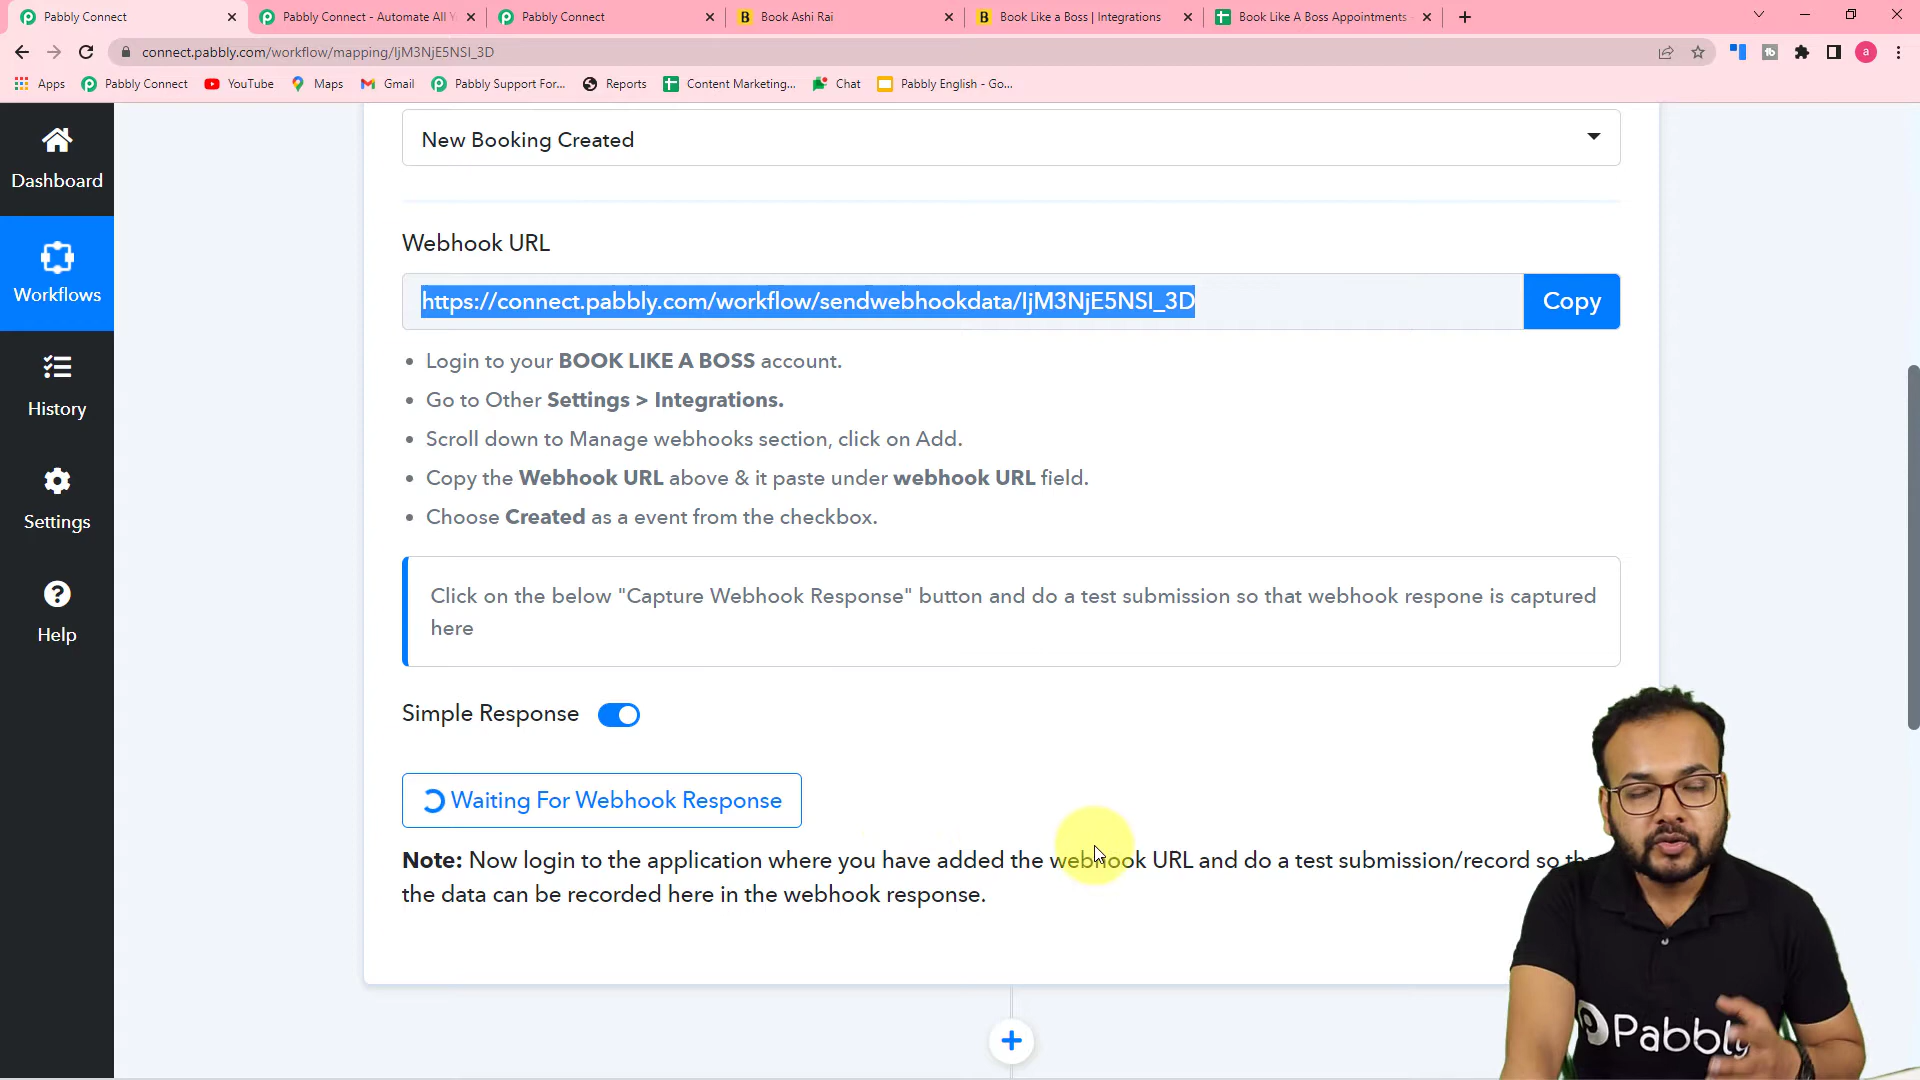 Pabbly Connect
Pabbly Connect - Automate All Y
Pabbly Connect
Book Ashi Rai
Book Like a Boss | Integrations
Book Like A Boss Appointments -
connect.pabbly.com/workflow/mapping/IjM3NjE5NSI_3D
a
Apps
Pabbly Connect
YouTube
Maps
Gmail
Pabbly Support For...
Reports
Content Marketing...
Chat
Pabbly English - Go...
Dashboard
Workflows
History
Settings
Help
New Booking Created
Webhook URL
https://connect.pabbly.com/workflow/sendwebhookdata/IjM3NjE5NSI_3D
Copy
• Login to your BOOK LIKE A BOSS account.
• Go to Other Settings > Integrations.
• Scroll down to Manage webhooks section, click on Add.
• Copy the Webhook URL above & it paste under webhook URL field.
• Choose Created as a event from the checkbox.
Click on the below "Capture Webhook Response" button and do a test submission so that webhook respone is captured
here
Simple Response
Waiting For Webhook Response
Note: Now login to the application where you have added the webhook URL and do a test submission/record so
the data can be recorded here in the webhook response.
Pabbly